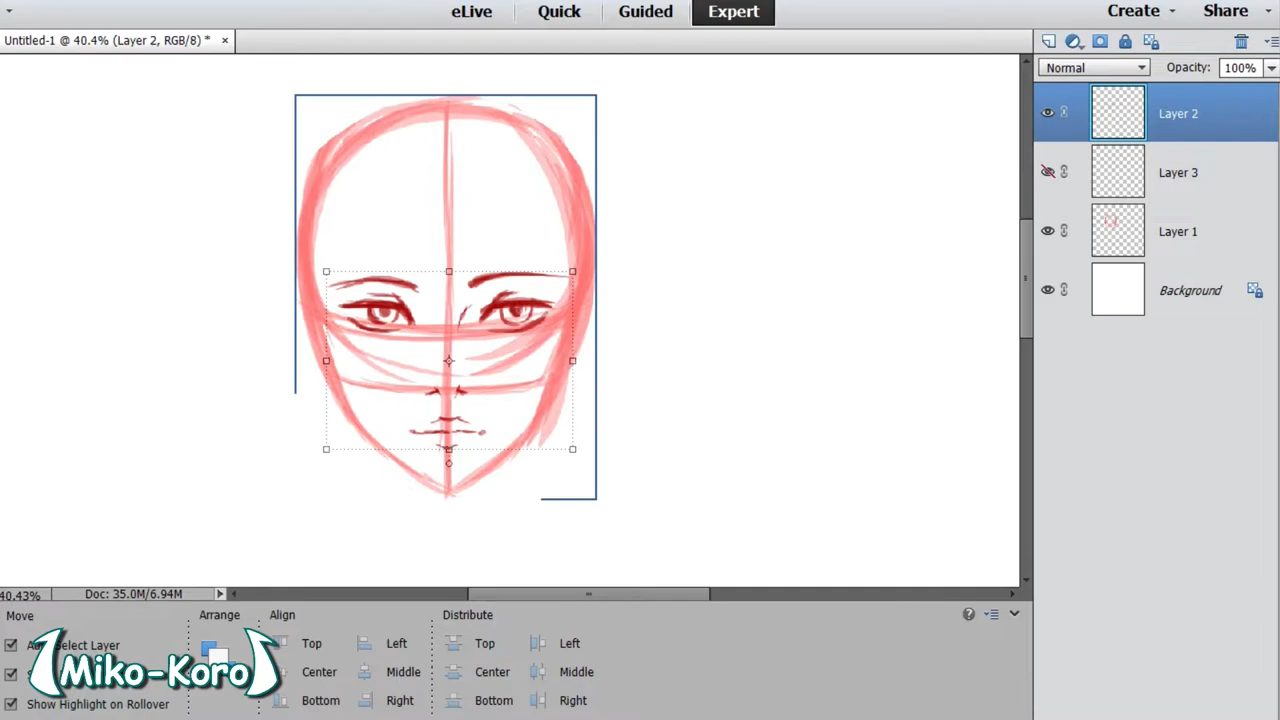 eLive Quick Guided Expert Create Share
Untitled-1 @ 40.4% (Layer 2, RGB/8) * ×
Normal Opacity: 100%
Layer 2
Layer 3
Layer 1
Background
40.43% Doc: 35.0M/6.94M
Move Arrange Align Distribute
Select Layer Top Left Top Left
Center Middle Center Middle
Show Highlight on Rollover Bottom Right Bottom Right
Miko-Koro